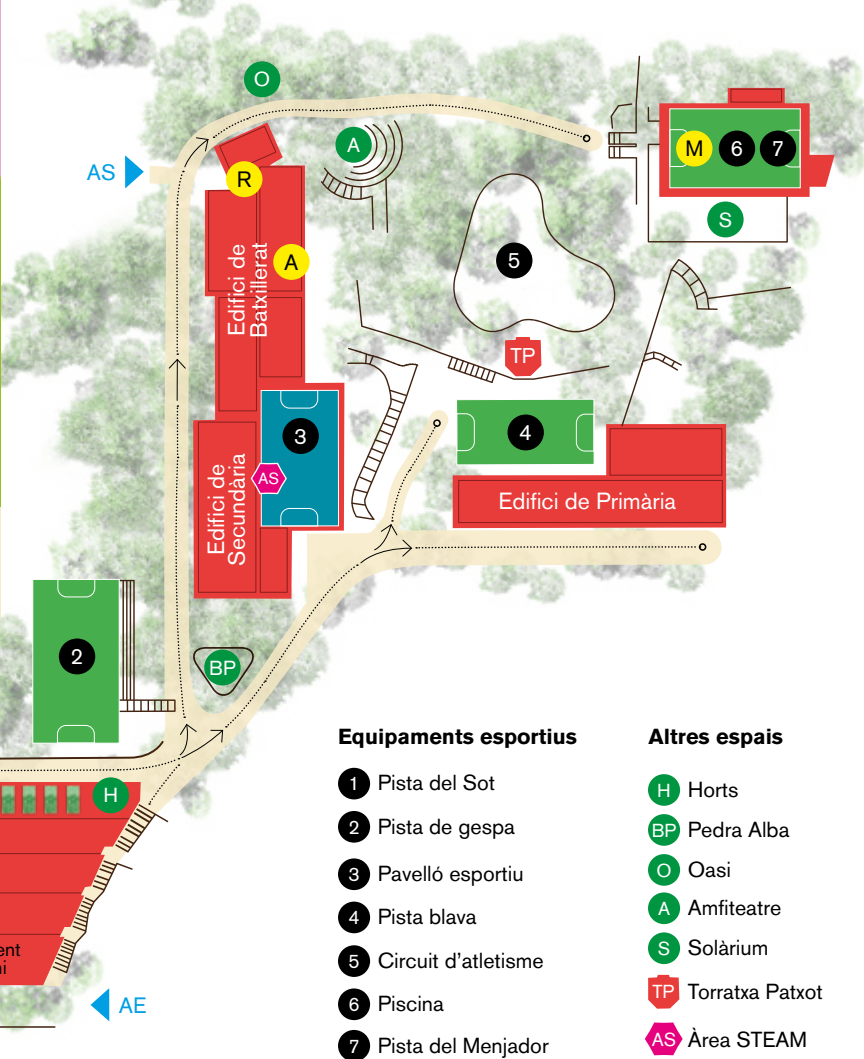 O
A
AS
M
6
7
R
S
A
5
Edifici de
Batxillerat
TP
3
4
AS
Edifici de
Secundària
Edifici de Primària
2
BP
H
ent
ni
AE
Equipaments esportius
1 Pista del Sot
2 Pista de gespa
3 Pavelló esportiu
4 Pista blava
5 Circuit d'atletisme
6 Piscina
7 Pista del Menjador
Altres espais
H Horts
BP Pedra Alba
O Oasi
A Amfiteatre
S Solàrium
TP Torratxa Patxot
AS Àrea STEAM